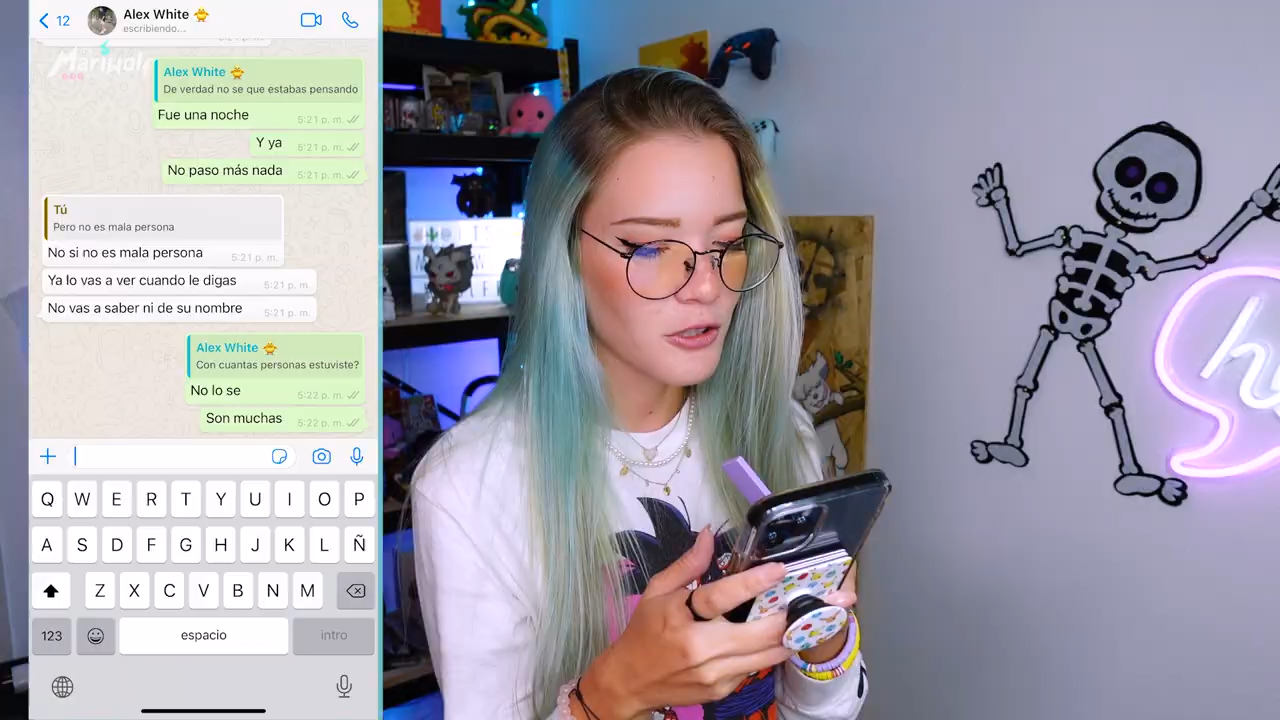 12
Alex White
escribiendo...
Mariliola
Alex White
De verdad no se que estabas pensando
Fue una noche
5:21 p. m.
Y ya
5:21 p. m.
No paso más nada
5:21 p. m.
Tú
Pero no es mala persona
No si no es mala persona
5:21 p. m.
Ya lo vas a ver cuando le digas
5:21 p. m.
No vas a saber ni de su nombre
5:21 p. m.
Alex White
Con cuantas personas estuviste?
No lo se
5:22 p. m.
Son muchas
5:22 p. m.
Q W E R T Y U I O P
A S D F G H J K L Ñ
Z X C V B N M
123
espacio
intro